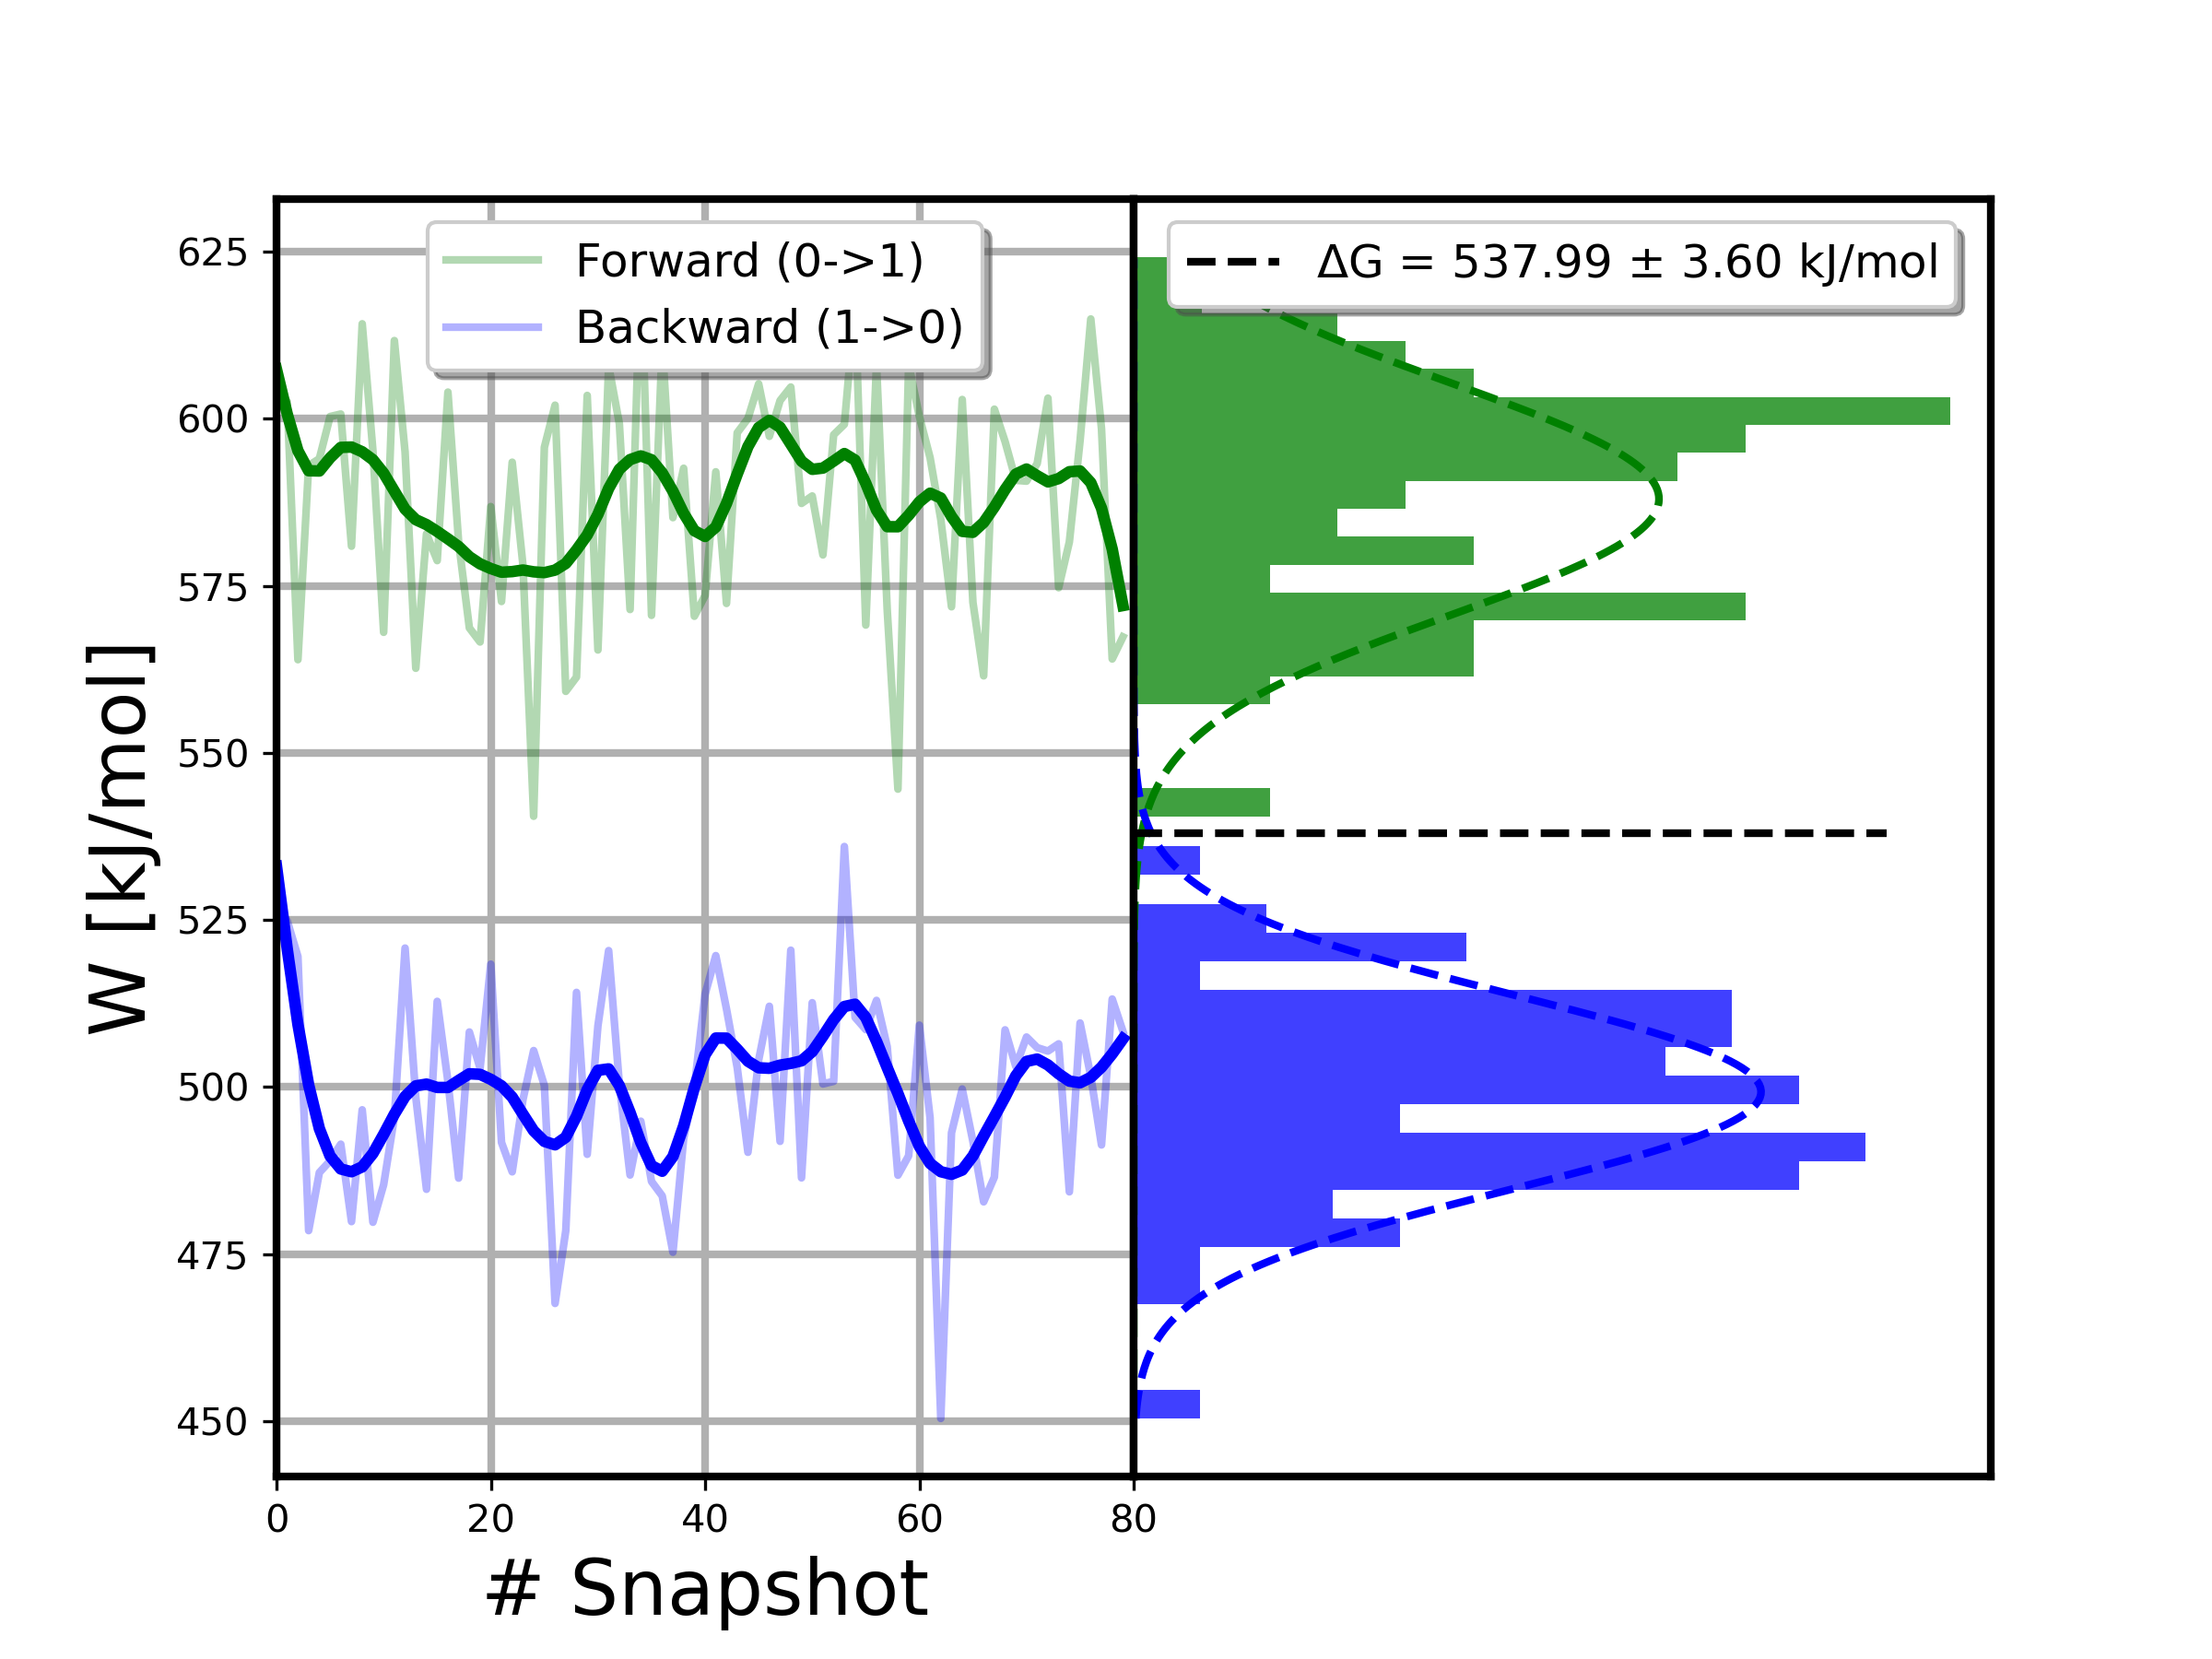 Forward (0->1)
Backward (1->0)
ΔG = 537.99 ± 3.60 kJ/mol
W [kJ/mol]
625
600
575
550
525
500
475
450
0 20 40 60 80
# Snapshot